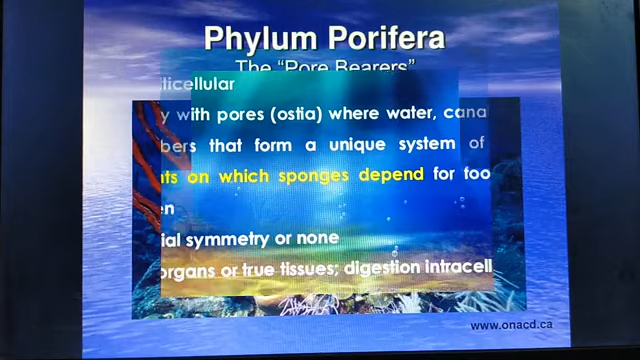 Phylum Porifera
The "Pore Bearers"
ticellular
y with pores (ostia) where water, cana
bers that form a unique system of
ts on which sponges depend for foo
en
ial symmetry or none
organs or true tissues; digestion intracell
www.onacd.ca